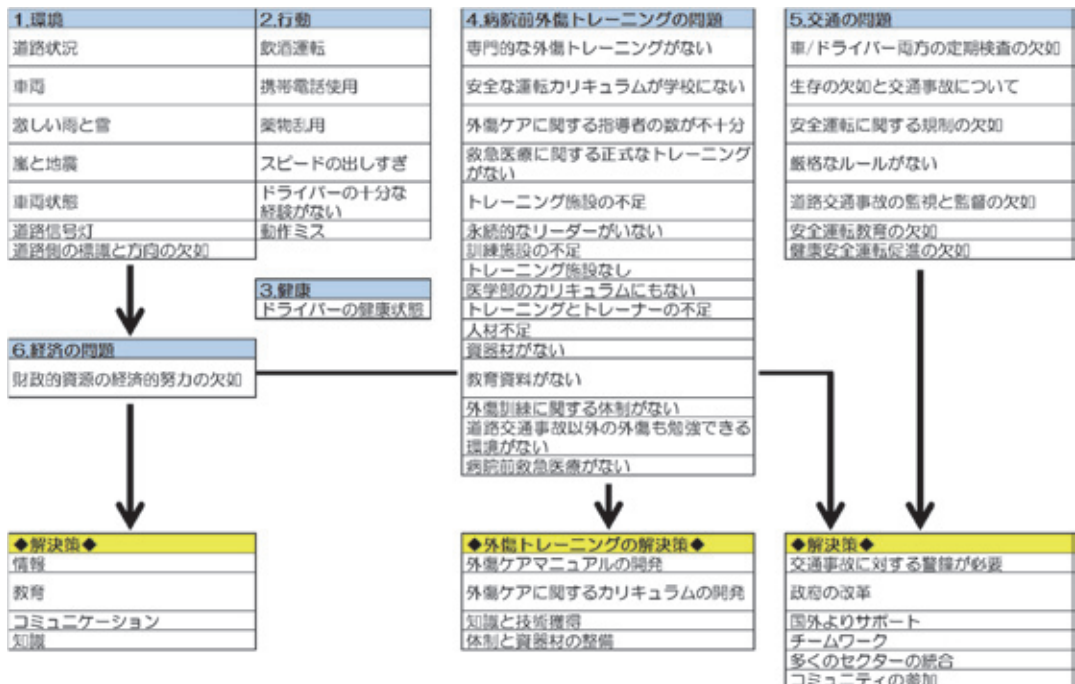 1.環境
道路状況
車両
激しい雨と雪
嵐と地震
車両状態
道路信号灯
道路側の標識と方向の欠如
2.行動
飲酒運転
携帯電話使用
薬物乱用
スピードの出しすぎ
ドライバーの十分な
経験がない
動作ミス
3.健康
ドライバーの健康状態
4.病院前外傷トレーニングの問題
専門的な外傷トレーニングがない
安全な運転カリキュラムが学校にない
外傷ケアに関する指導者の数が不十分
救急医療に関する正式なトレーニング
がない
トレーニング施設の不足
永続的なリーダーがいない
訓練施設の不足
トレーニング施設なし
医学部のカリキュラムにもない
トレーニングとトレーナーの不足
人材不足
資器材がない
教育資料がない
外傷訓練に関する体制がない
道路交通事故以外の外傷も勉強できる
環境がない
病院前救急医療がない
5.交通の問題
車/ドライバー両方の定期検査の欠如
生存の欠如と交通事故について
安全運転に関する規制の欠如
厳格なルールがない
道路交通事故の監視と監督の欠如
安全運転教育の欠如
健康安全運転促進の欠如
6.経済の問題
財政的資源の経済的努力の欠如
◆解決策◆
情報
教育
コミュニケーション
知識
◆外傷トレーニングの解決策◆
外傷ケアマニュアルの開発
外傷ケアに関するカリキュラムの開発
知識と技術獲得
体制と資器材の整備
◆解決策◆
交通事故に対する警鐘が必要
政府の改革
国外よりサポート
チームワーク
多くのセクターの統合
コミュニティの参加